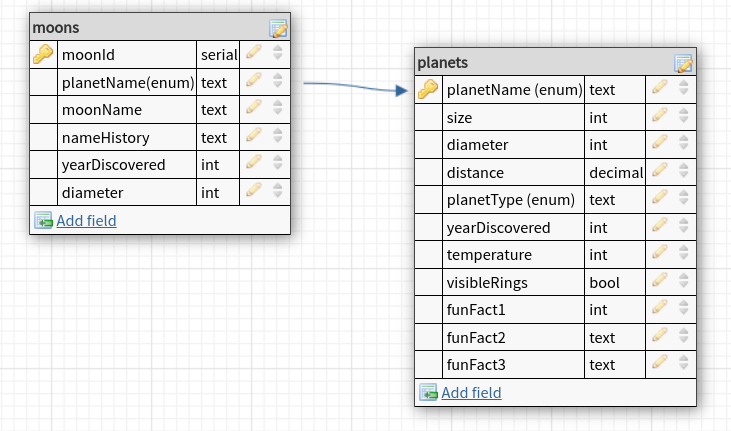 moons
moonId serial
planetName(enum) text
moonName text
nameHistory text
yearDiscovered int
diameter int
Add field
planets
planetName (enum) text
size int
diameter int
distance decimal
planetType (enum) text
yearDiscovered int
temperature int
visibleRings bool
funFact1 int
funFact2 text
funFact3 text
Add field